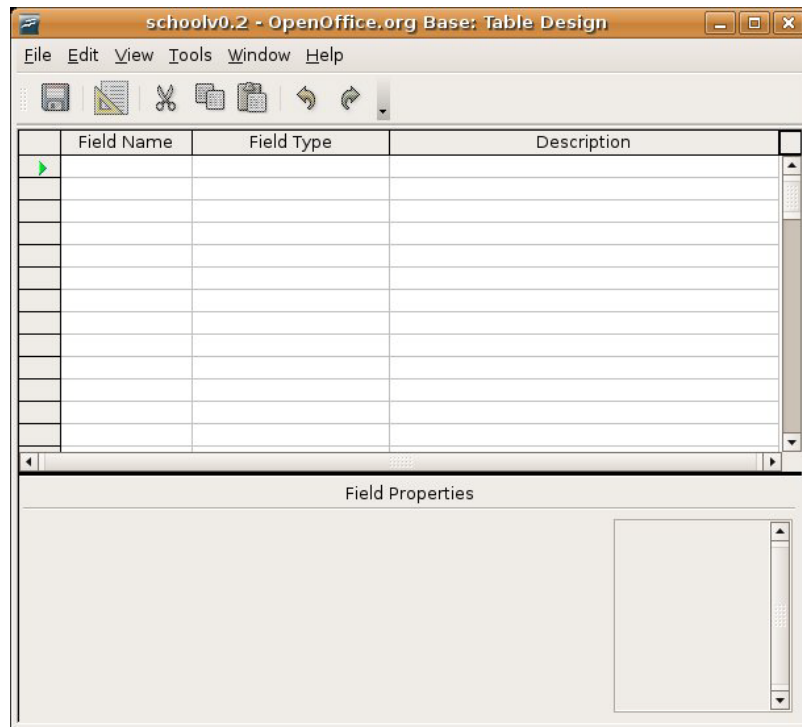 schoolv0.2 - OpenOffice.org Base: Table Design
File Edit View Tools Window Help
Field Name Field Type Description
Field Properties